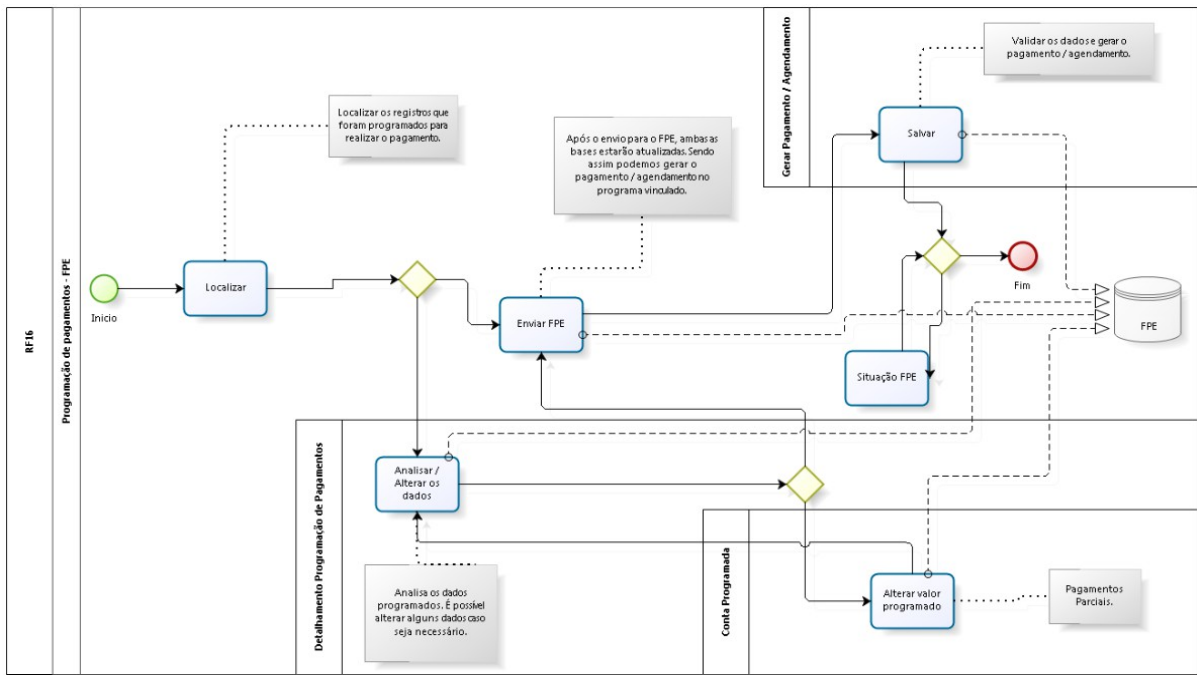 RF16
Programação de pagamentos - FPE
Inicio
Localizar os registros que
foram programados para
realizar o pagamento.
Localizar
Após o envio para o FPE, ambas as
bases estarão atualizadas. Sendo
assim podemos gerar o
pagamento / agendamento no
programa vinculado.
Enviar FPE
Gerar Pagamento / Agendamento
Validar os dados e gerar o
pagamento / agendamento.
Salvar
Fim
FPE
Situação FPE
Detalhamento Programação de Pagamentos
Analisar /
Alterar os
dados
Analisa os dados
programados. É possível
alterar alguns dados caso
seja necessário.
Conta Programada
Alterar valor
programado
Pagamentos
Parciais.